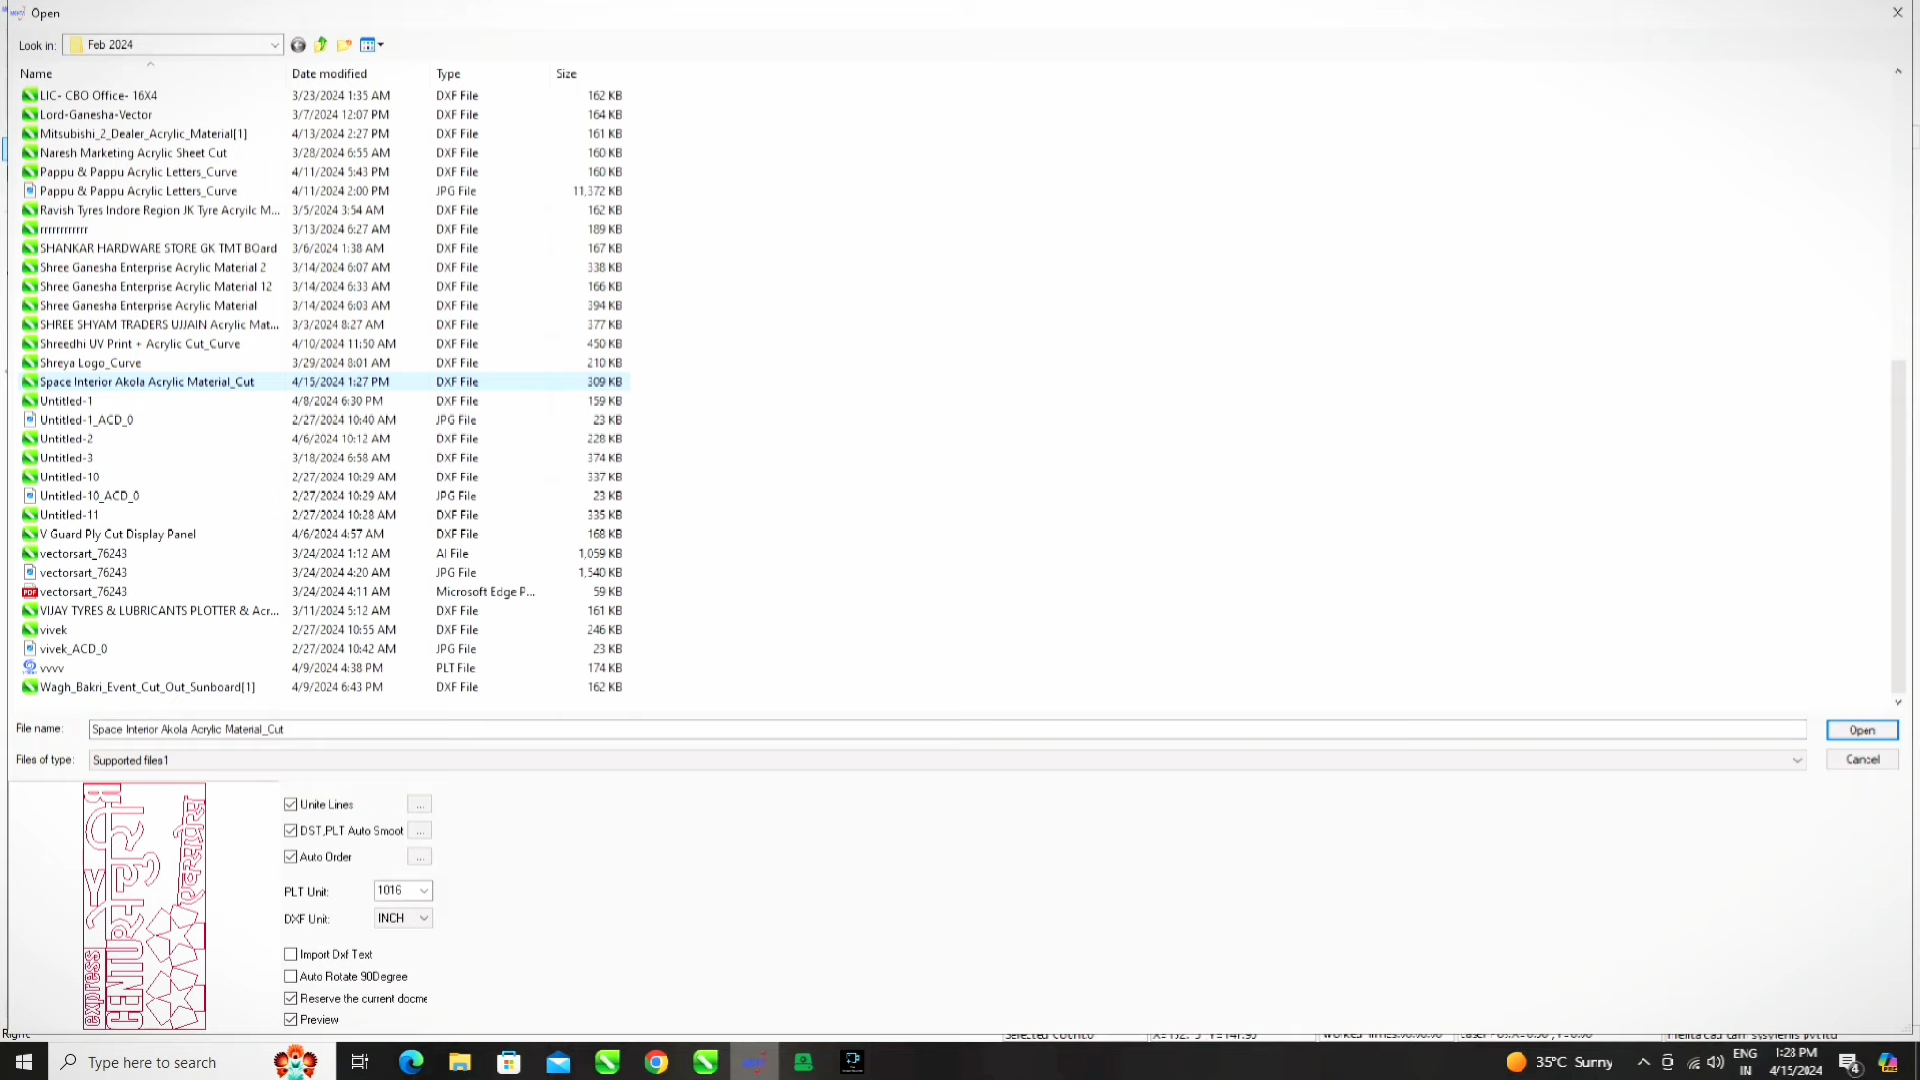 Open
Look in: Feb 2024
Name Date modified Type Size
LIC- CBO Office- 16X4 3/23/2024 1:35 AM DXF File 162 KB
Lord-Ganesha-Vector 3/7/2024 12:07 PM DXF File 164 KB
Mitsubishi_2_Dealer_Acrylic_Material[1] 4/13/2024 2:27 PM DXF File 161 KB
Naresh Marketing Acrylic Sheet Cut 3/28/2024 6:55 AM DXF File 160 KB
Pappu & Pappu Acrylic Letters_Curve 4/11/2024 5:43 PM DXF File 160 KB
Pappu & Pappu Acrylic Letters_Curve 4/11/2024 2:00 PM JPG File 11,372 KB
Ravish Tyres Indore Region JK Tyre Acryilc M... 3/5/2024 3:54 AM DXF File 162 KB
rrrrrrrrrrrr 3/13/2024 6:27 AM DXF File 189 KB
SHANKAR HARDWARE STORE GK TMT BOard 3/6/2024 1:38 AM DXF File 167 KB
Shree Ganesha Enterprise Acrylic Material 2 3/14/2024 6:07 AM DXF File 338 KB
Shree Ganesha Enterprise Acrylic Material 12 3/14/2024 6:33 AM DXF File 166 KB
Shree Ganesha Enterprise Acrylic Material 3/14/2024 6:03 AM DXF File 394 KB
SHREE SHYAM TRADERS UJJAIN Acrylic Mat... 3/3/2024 8:27 AM DXF File 377 KB
Shreedhi UV Print + Acrylic Cut_Curve 4/10/2024 11:50 AM DXF File 450 KB
Shreya Logo_Curve 3/29/2024 8:01 AM DXF File 210 KB
Space Interior Akola Acrylic Material_Cut 4/15/2024 1:27 PM DXF File 309 KB
Untitled-1 4/8/2024 6:30 PM DXF File 159 KB
Untitled-1_ACD_0 2/27/2024 10:40 AM JPG File 23 KB
Untitled-2 4/6/2024 10:12 AM DXF File 228 KB
Untitled-3 3/18/2024 6:58 AM DXF File 374 KB
Untitled-10 2/27/2024 10:29 AM DXF File 337 KB
Untitled-10_ACD_0 2/27/2024 10:29 AM JPG File 23 KB
Untitled-11 2/27/2024 10:28 AM DXF File 335 KB
V Guard Ply Cut Display Panel 4/6/2024 4:57 AM DXF File 168 KB
vectorsart_76243 3/24/2024 1:12 AM AI File 1,059 KB
vectorsart_76243 3/24/2024 4:20 AM JPG File 1,540 KB
vectorsart_76243 3/24/2024 4:11 AM Microsoft Edge P... 59 KB
VIJAY TYRES & LUBRICANTS PLOTTER & Acr... 3/11/2024 5:12 AM DXF File 161 KB
vivek 2/27/2024 10:55 AM DXF File 246 KB
vivek_ACD_0 2/27/2024 10:42 AM JPG File 23 KB
vvvv 4/9/2024 4:38 PM PLT File 174 KB
Wagh_Bakri_Event_Cut_Out_Sunboard[1] 4/9/2024 6:43 PM DXF File 162 KB
File name: Space Interior Akola Acrylic Material_Cut Open
Files of type: Supported files1 Cancel
Unite Lines ...
DST,PLT Auto Smoot ...
Auto Order ...
PLT Unit: 1016
DXF Unit: INCH
Import Dxf Text
Auto Rotate 90Degree
Reserve the current docme
Preview
express
CENTU
RY
सेंचुरी
एक्सप्रेस
Type here to search
35°C Sunny
ENG
IN
1:28 PM
4/15/2024
4